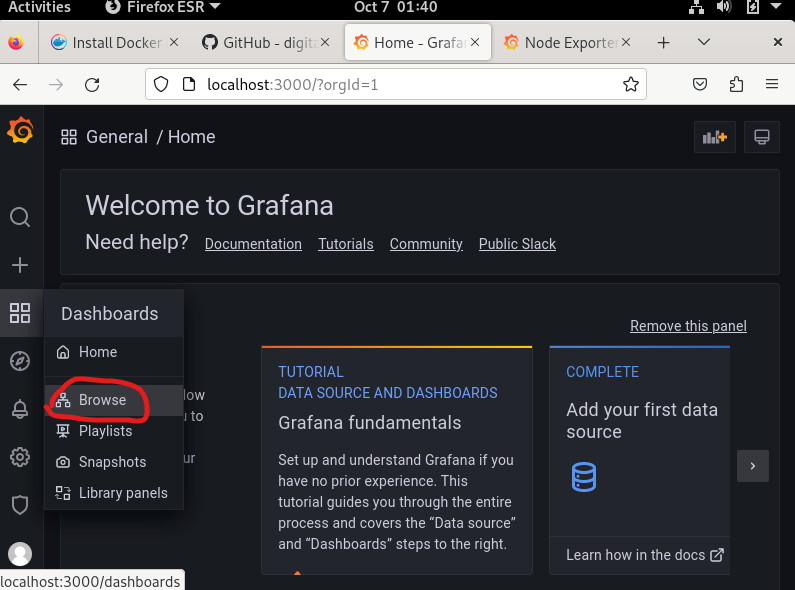 Activities
Firefox ESR
Oct 7 01:40
Install Docker
GitHub - digita
Home - Grafan
Node Exporter
localhost:3000/?orgId=1
General / Home
Welcome to Grafana
Need help? Documentation Tutorials Community Public Slack
Dashboards
Home
Browse
Playlists
Snapshots
Library panels
low
u to
ur
Remove this panel
TUTORIAL
DATA SOURCE AND DASHBOARDS
Grafana fundamentals
Set up and understand Grafana if you
have no prior experience. This
tutorial guides you through the entire
process and covers the “Data source”
and “Dashboards” steps to the right.
COMPLETE
Add your first data
source
Learn how in the docs
localhost:3000/dashboards